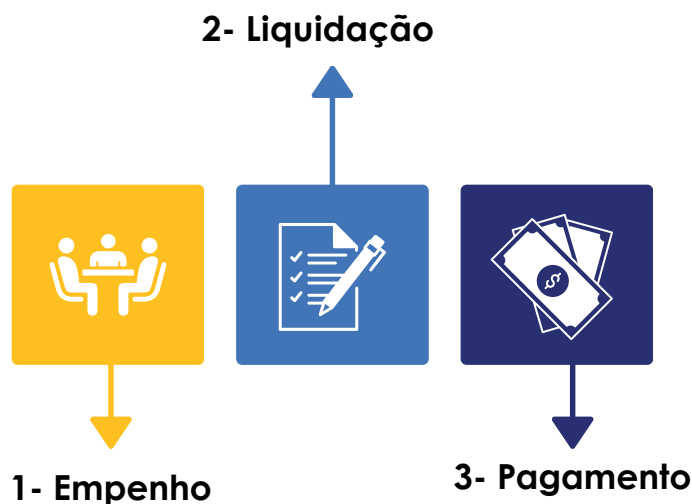 2- Liquidação
1- Empenho
3- Pagamento